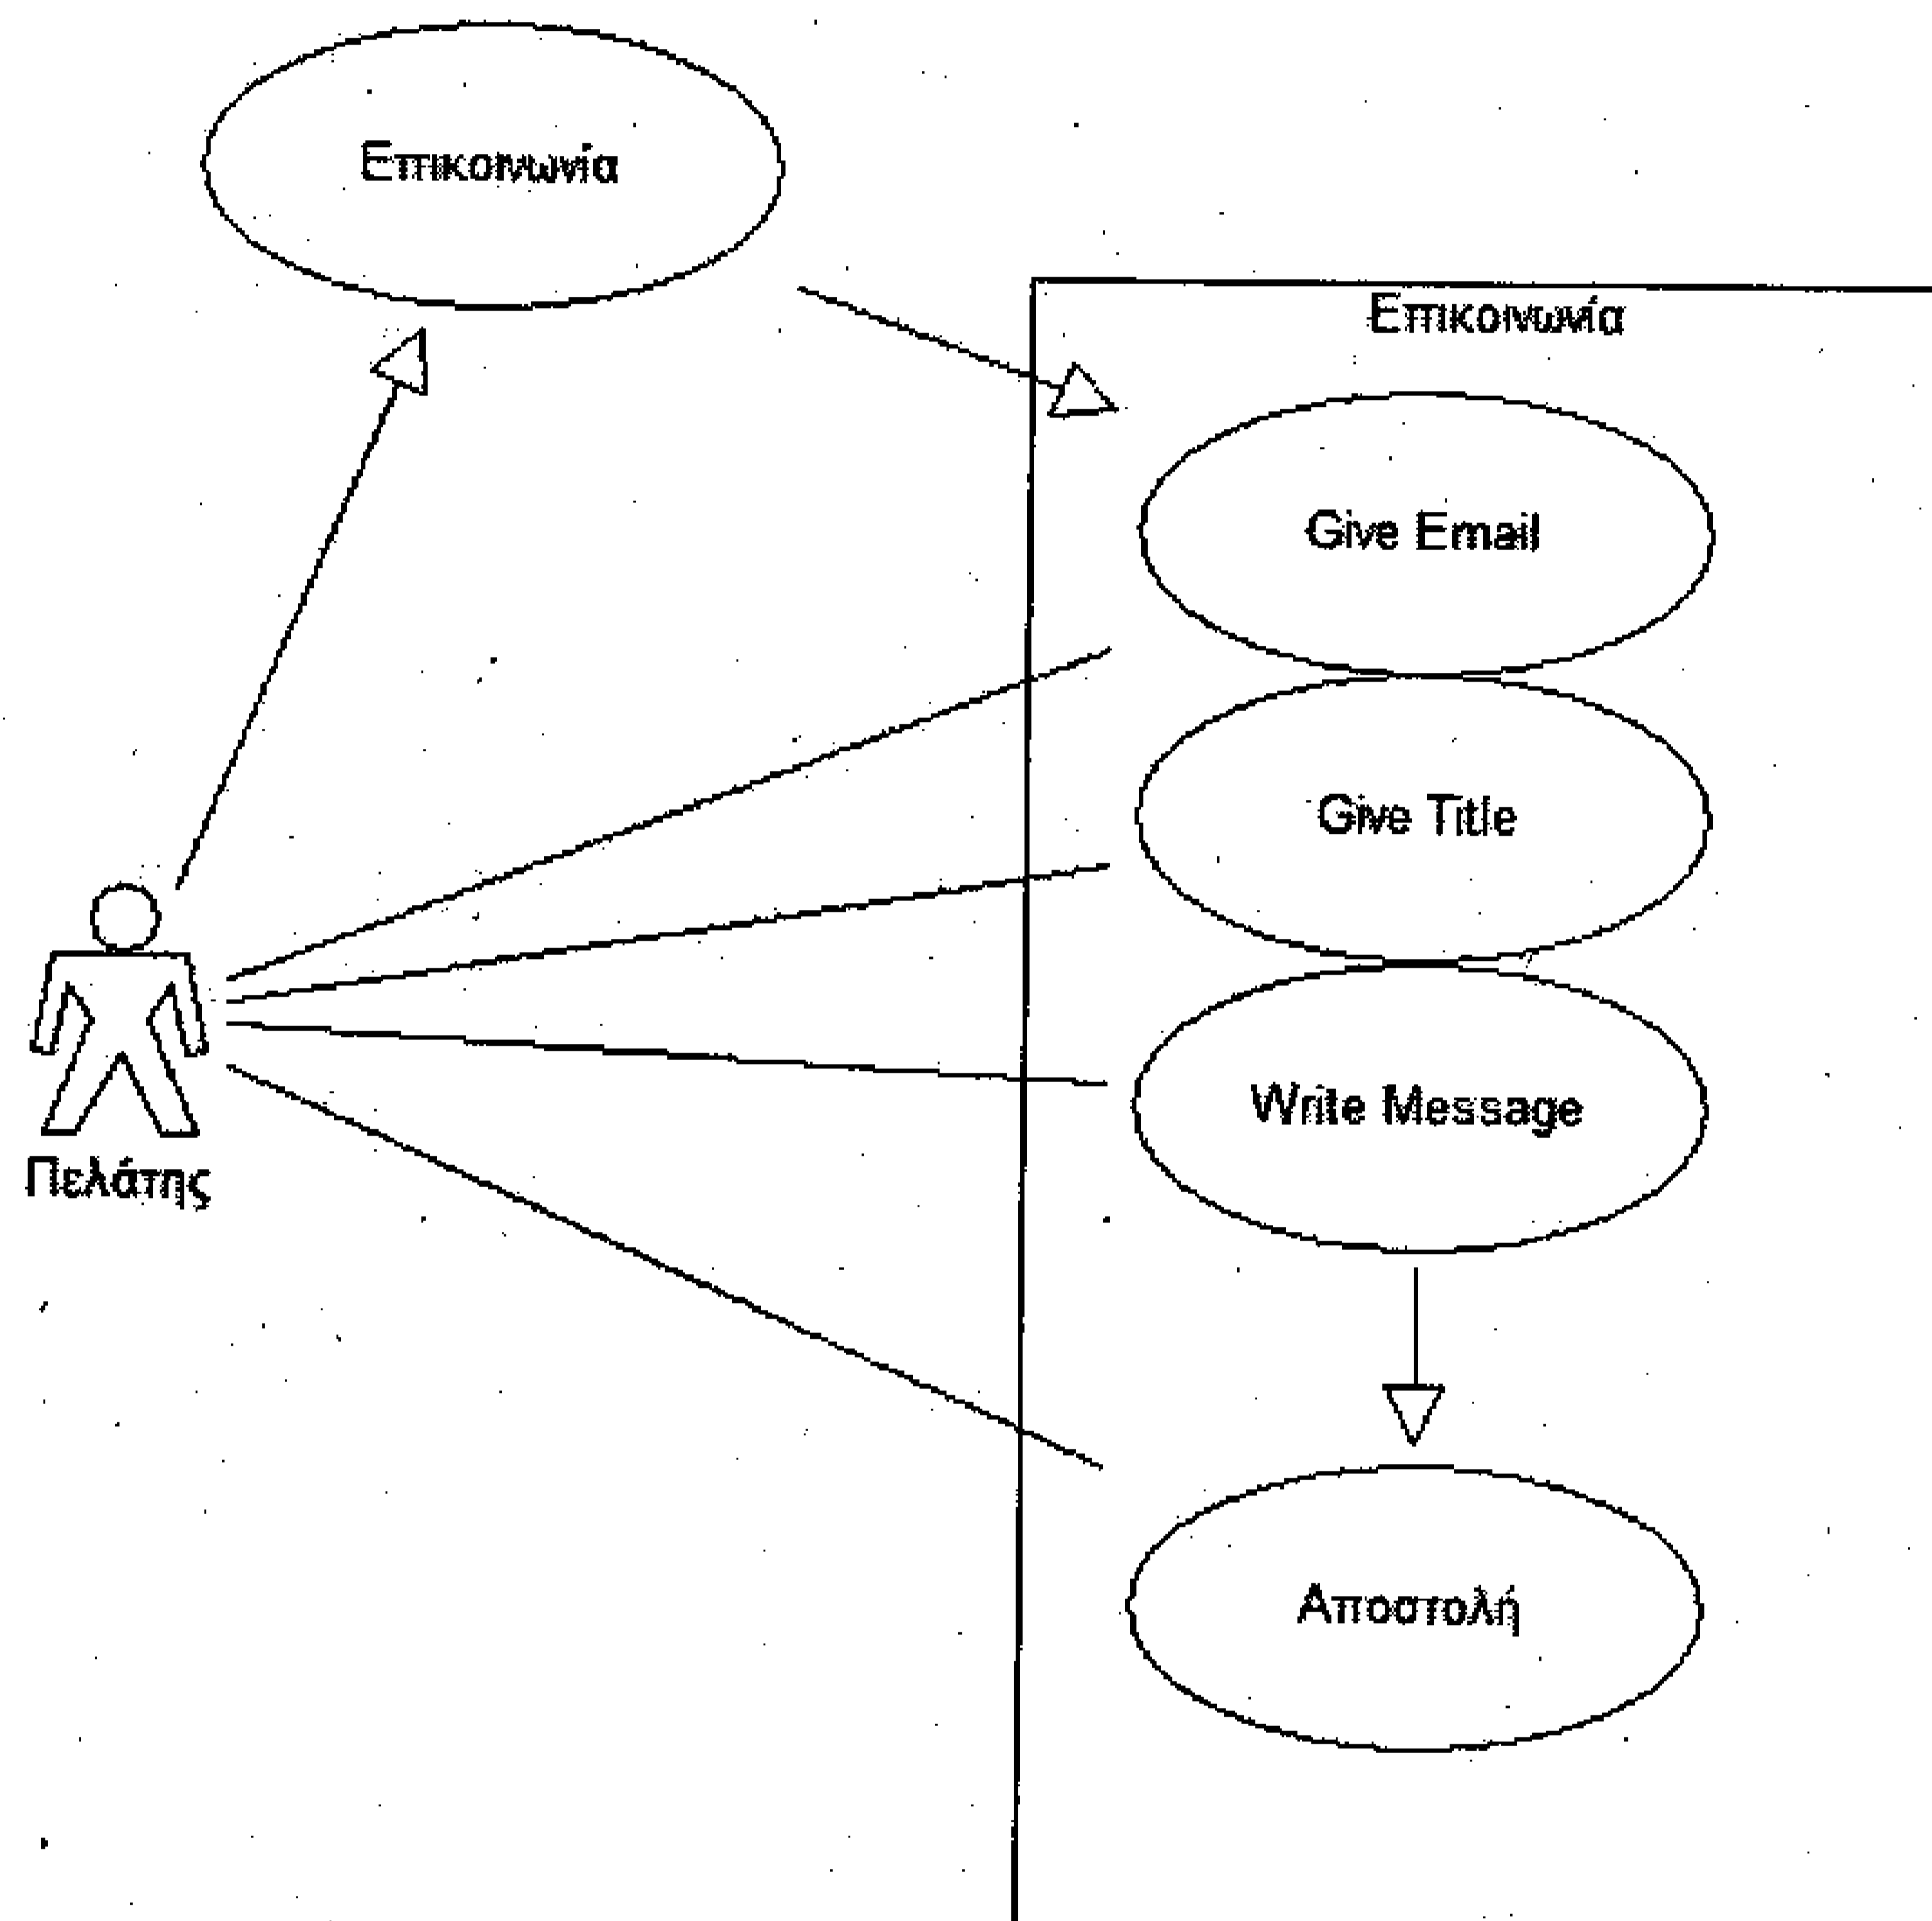 Επικοινωνία
Επικοινωνία
Give Email
Give Title
Write Message
Πελάτης
Αποστολή